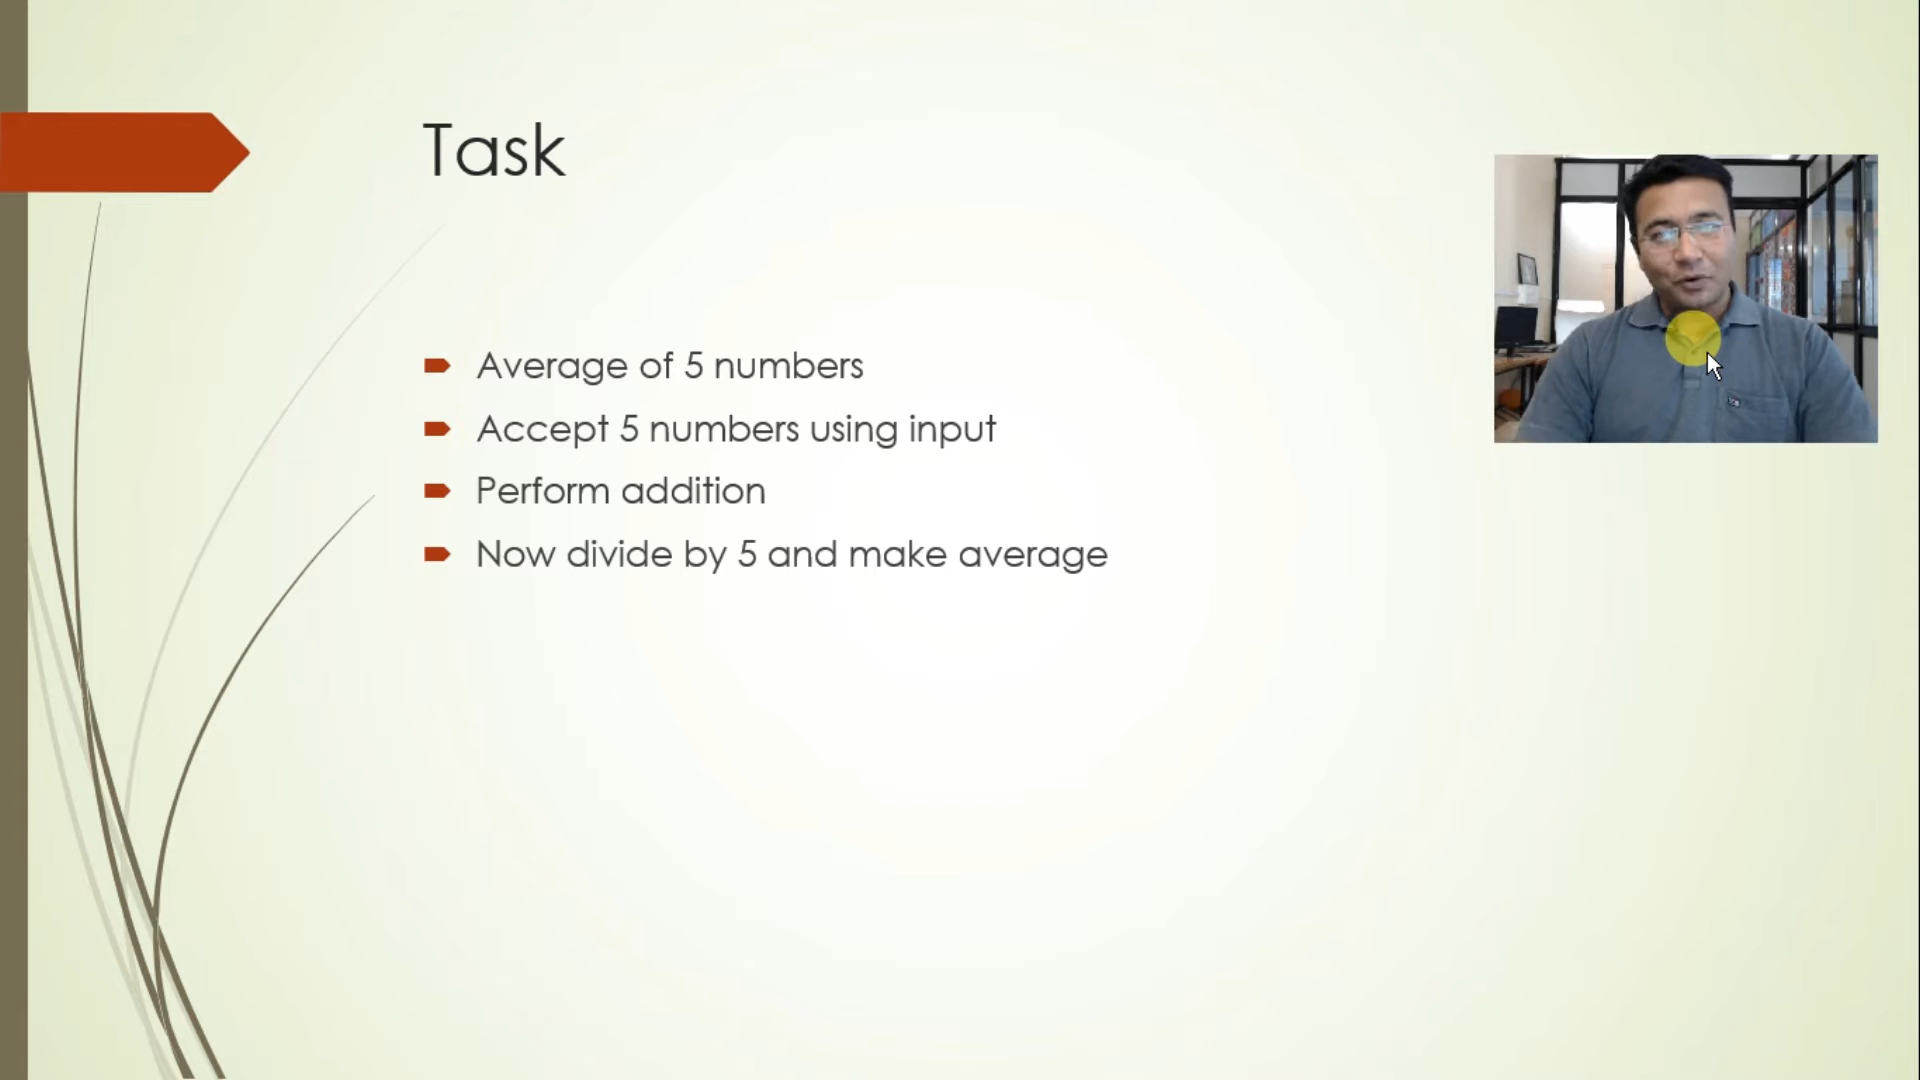 Task
Average of 5 numbers
Accept 5 numbers using input
Perform addition
Now divide by 5 and make average